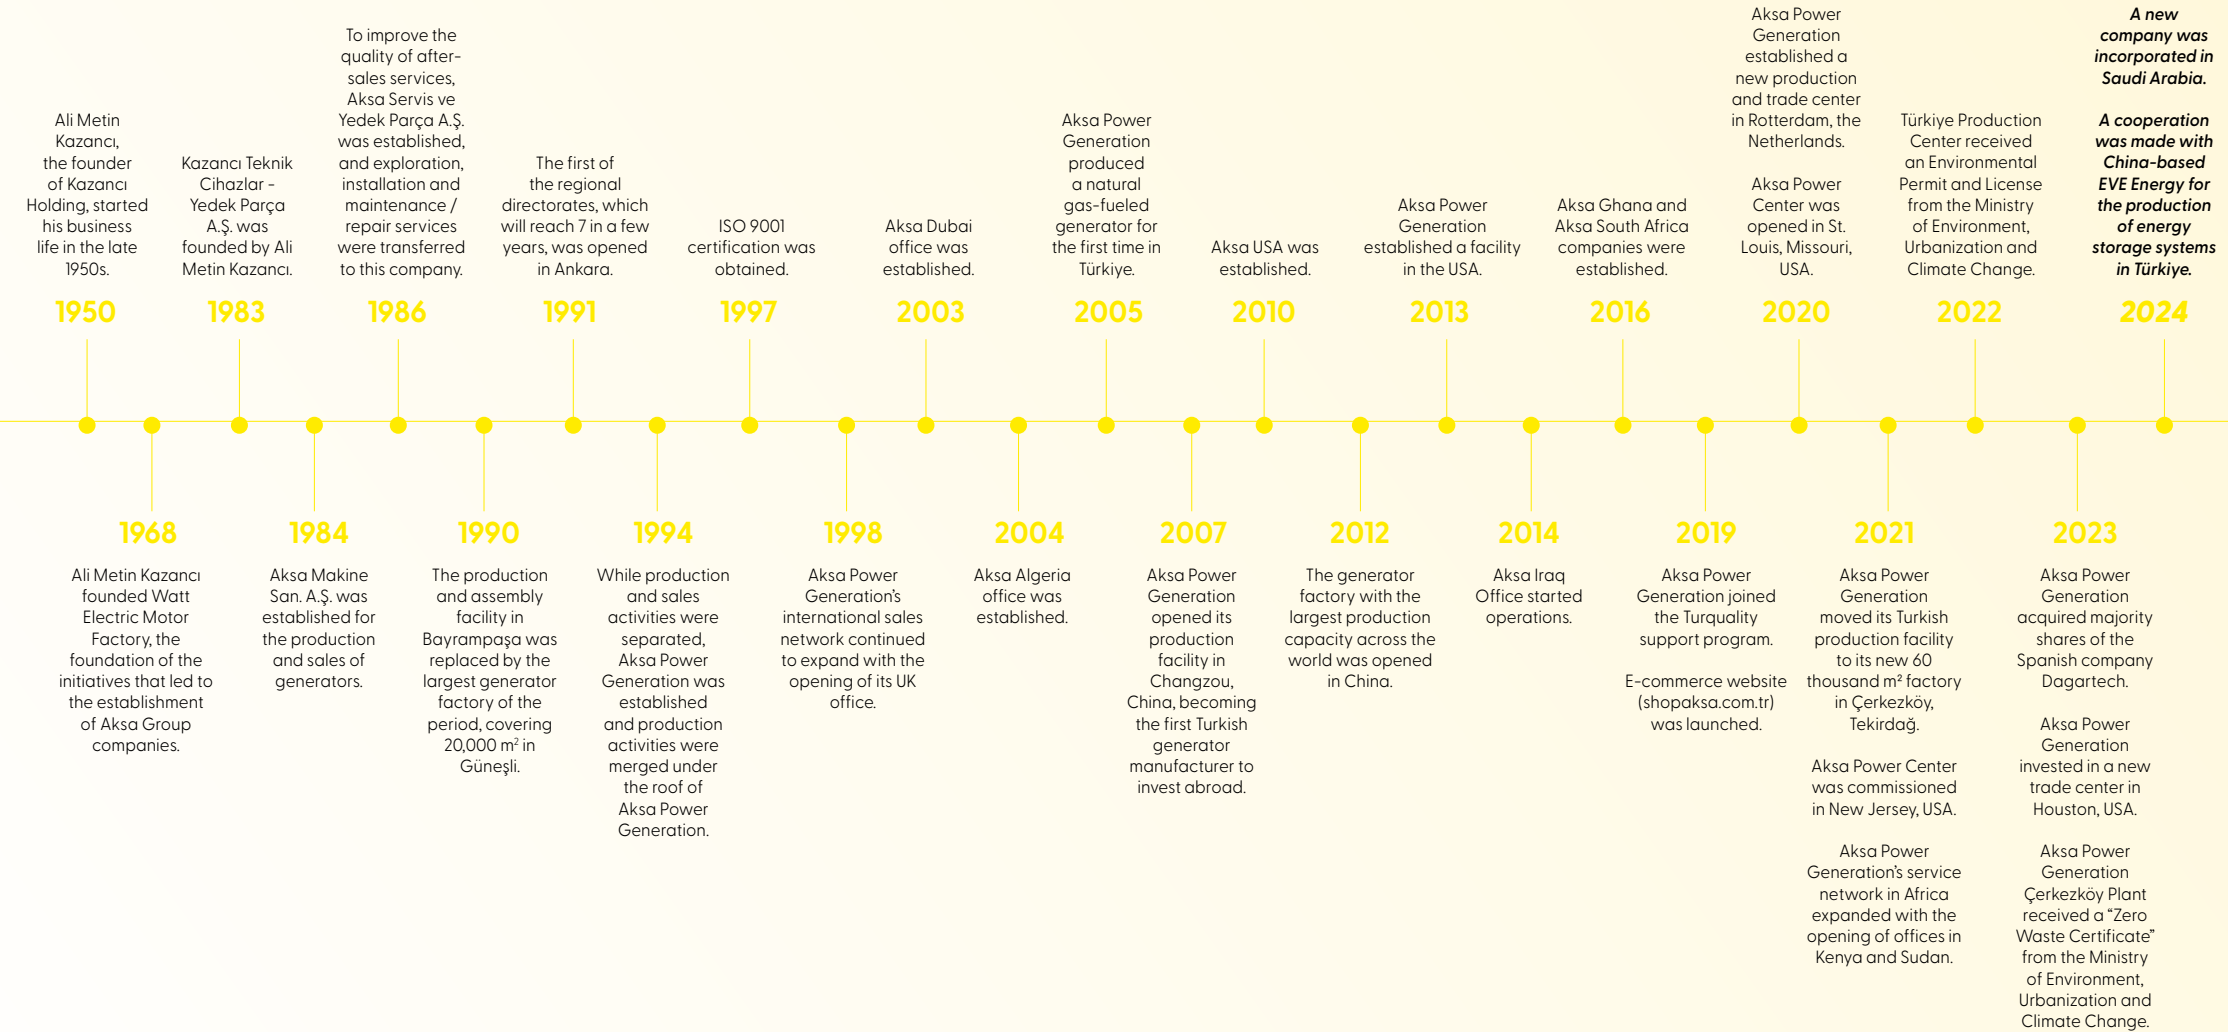 Ali Metin
Kazancı,
the founder
of Kazancı
Holding, started
his business
life in the late
1950s.
1950
Ali Metin Kazancı
founded Watt
Electric Motor
Factory, the
foundation of the
initiatives that led to
the establishment
of Aksa Group
companies.
1968
Kazancı Teknik
Cihazlar -
Yedek Parça
A.Ş. was
founded by Ali
Metin Kazancı.
1983
1984
Aksa Makine
San. A.Ş. was
established for
the production
and sales of
generators.
To improve the
quality of after-
sales services,
Aksa Servis ve
Yedek Parça A.Ş.
was established,
and exploration,
installation and
maintenance /
repair services
were transferred
to this company.
1986
1990
The production
and assembly
facility in
Bayrampaşa was
replaced by the
largest generator
factory of the
period, covering
20,000 m² in
Güneşli.
The first of
the regional
directorates, which
will reach 7 in a few
years, was opened
in Ankara.
1991
1994
While production
and sales
activities were
separated,
Aksa Power
Generation was
established
and production
activities were
merged under
the roof of
Aksa Power
Generation.
ISO 9001
certification was
obtained.
1997
1998
Aksa Power
Generation’s
international sales
network continued
to expand with the
opening of its UK
office.
Aksa Dubai
office was
established.
2003
2004
Aksa Algeria
office was
established.
Aksa Power
Generation
produced
a natural
gas-fueled
generator for
the first time in
Türkiye.
2005
2007
Aksa Power
Generation
opened its
production
facility in
Changzou,
China, becoming
the first Turkish
generator
manufacturer to
invest abroad.
Aksa USA was
established.
2010
2012
The generator
factory with the
largest production
capacity across the
world was opened
in China.
Aksa Power
Generation
established a facility
in the USA.
2013
2014
Aksa Iraq
Office started
operations.
Aksa Ghana and
Aksa South Africa
companies were
established.
2016
2019
Aksa Power
Generation joined
the Turquality
support program.
E-commerce website
(shopaksa.com.tr)
was launched.
Aksa Power
Generation
established a
new production
and trade center
in Rotterdam, the
Netherlands.
Aksa Power
Center was
opened in St.
Louis, Missouri,
USA.
2020
2021
Aksa Power
Generation
moved its Turkish
production facility
to its new 60
thousand m² factory
in Çerkezköy,
Tekirdağ.
Aksa Power Center
was commissioned
in New Jersey, USA.
Aksa Power
Generation’s service
network in Africa
expanded with the
opening of offices in
Kenya and Sudan.
Türkiye Production
Center received
an Environmental
Permit and License
from the Ministry
of Environment,
Urbanization and
Climate Change.
2022
2023
Aksa Power
Generation
acquired majority
shares of the
Spanish company
Dagartech.
Aksa Power
Generation
invested in a new
trade center in
Houston, USA.
Aksa Power
Generation
Çerkezköy Plant
received a “Zero
Waste Certificate”
from the Ministry
of Environment,
Urbanization and
Climate Change.
A new
company was
incorporated in
Saudi Arabia.
A cooperation
was made with
China-based
EVE Energy for
the production
of energy
storage systems
in Türkiye.
2024